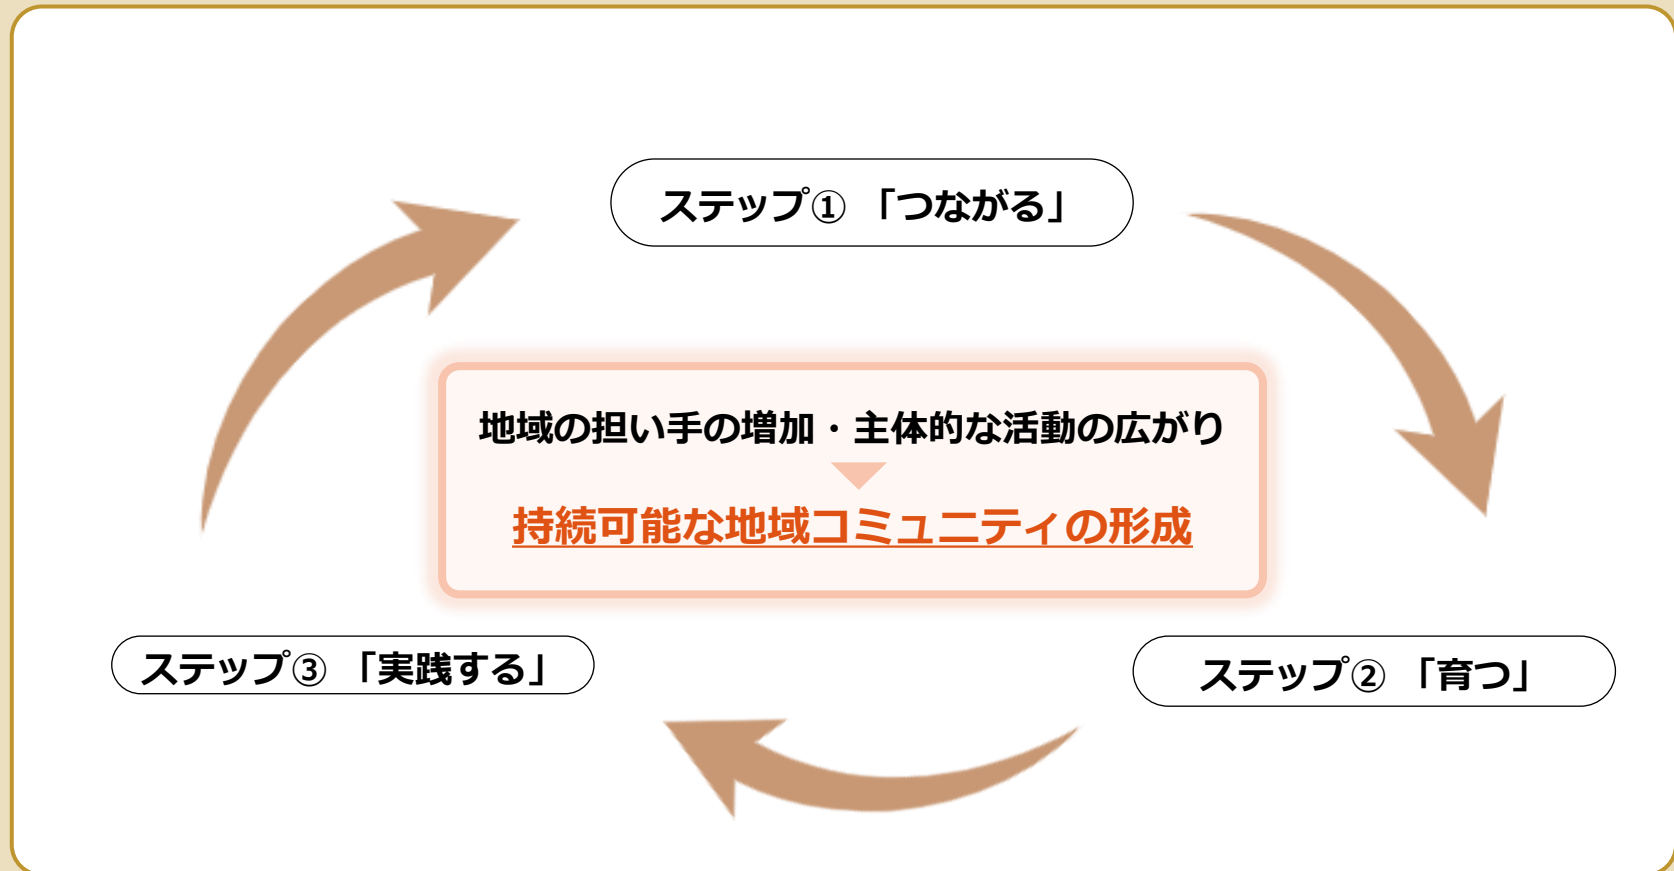 ステップ① 「つながる」
地域の担い手の増加・主体的な活動の広がり
持続可能な地域コミュニティの形成
ステップ③ 「実践する」
ステップ② 「育つ」